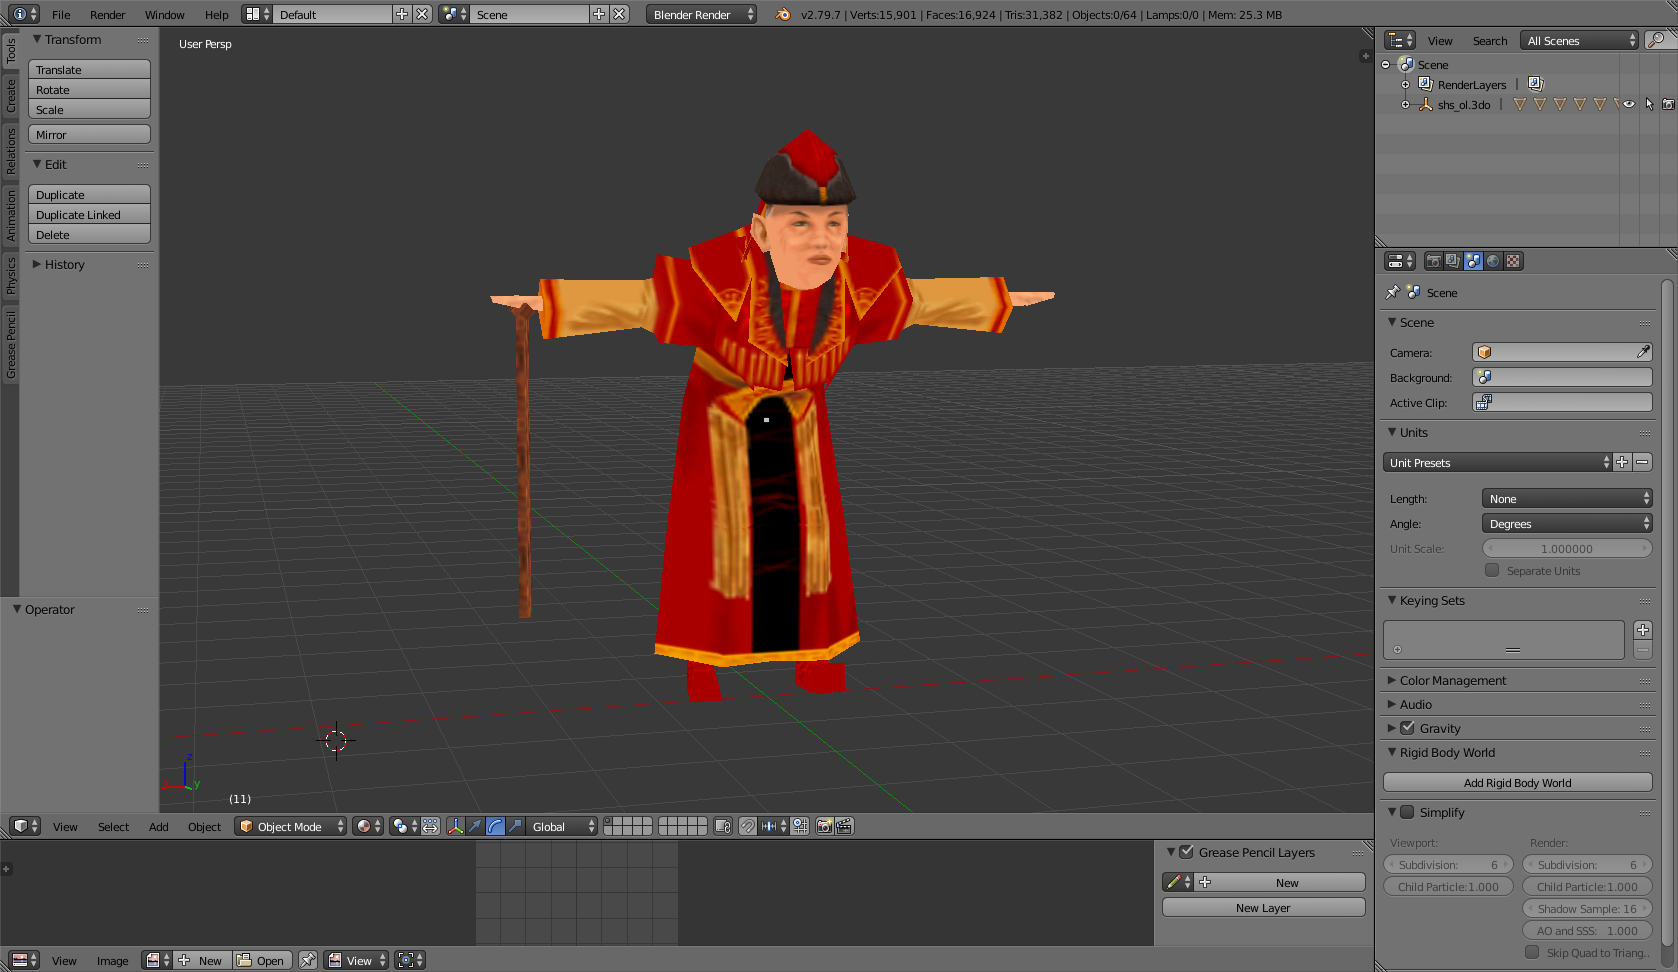 File Render Window Help Default Scene Blender Render v2.79.7 | Verts:15,901 | Faces:16,924 | Tris:31,382 | Objects:0/64 | Lamps:0/0 | Mem: 25.3 MB
Tools
Create
Relations
Animation
Physics
Grease Pencil
Transform
Translate
Rotate
Scale
Mirror
Edit
Duplicate
Duplicate Linked
Delete
History
Operator
User Persp
z
y
(11)
View Select Add Object Object Mode Global
View Search All Scenes
Scene
RenderLayers |
shs_ol.3do |
Scene
Scene
Camera:
Background:
Active Clip:
Units
Unit Presets
Length: None
Angle: Degrees
Unit Scale: 1.000000
Separate Units
Keying Sets
Color Management
Audio
Gravity
Rigid Body World
Add Rigid Body World
Simplify
Viewport: Render:
Subdivision: 6 Subdivision: 6
Child Particle:1.000 Child Particle:1.000
Shadow Sample: 16
AO and SSS: 1.000
Skip Quad to Triang..
Grease Pencil Layers
New
New Layer
View Image New Open View